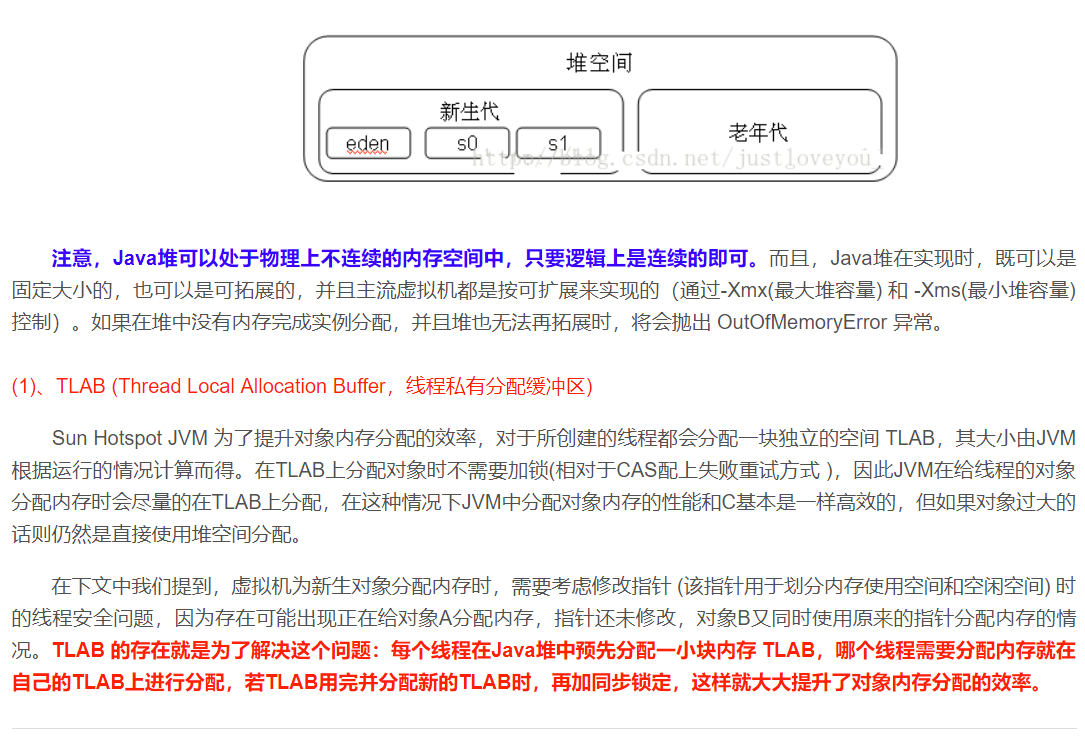 堆空间
新生代
eden s0 s1
老年代
http://blog.csdn.net/justloveyou_
注意，Java堆可以处于物理上不连续的内存空间中，只要逻辑上是连续的即可。而且，Java堆在实现时，既可以是
固定大小的，也可以是可拓展的，并且主流虚拟机都是按可扩展来实现的（通过-Xmx(最大堆容量) 和 -Xms(最小堆容量)
控制）。如果在堆中没有内存完成实例分配，并且堆也无法再拓展时，将会抛出 OutOfMemoryError 异常。
(1)、TLAB (Thread Local Allocation Buffer，线程私有分配缓冲区)
Sun Hotspot JVM 为了提升对象内存分配的效率，对于所创建的线程都会分配一块独立的空间 TLAB，其大小由JVM
根据运行的情况计算而得。在TLAB上分配对象时不需要加锁(相对于CAS配上失败重试方式 )，因此JVM在给线程的对象
分配内存时会尽量的在TLAB上分配，在这种情况下JVM中分配对象内存的性能和C基本是一样高效的，但如果对象过大的
话则仍然是直接使用堆空间分配。
在下文中我们提到，虚拟机为新生对象分配内存时，需要考虑修改指针 (该指针用于划分内存使用空间和空闲空间) 时
的线程安全问题，因为存在可能出现正在给对象A分配内存，指针还未修改，对象B又同时使用原来的指针分配内存的情
况。TLAB 的存在就是为了解决这个问题：每个线程在Java堆中预先分配一小块内存 TLAB，哪个线程需要分配内存就在
自己的TLAB上进行分配，若TLAB用完并分配新的TLAB时，再加同步锁定，这样就大大提升了对象内存分配的效率。